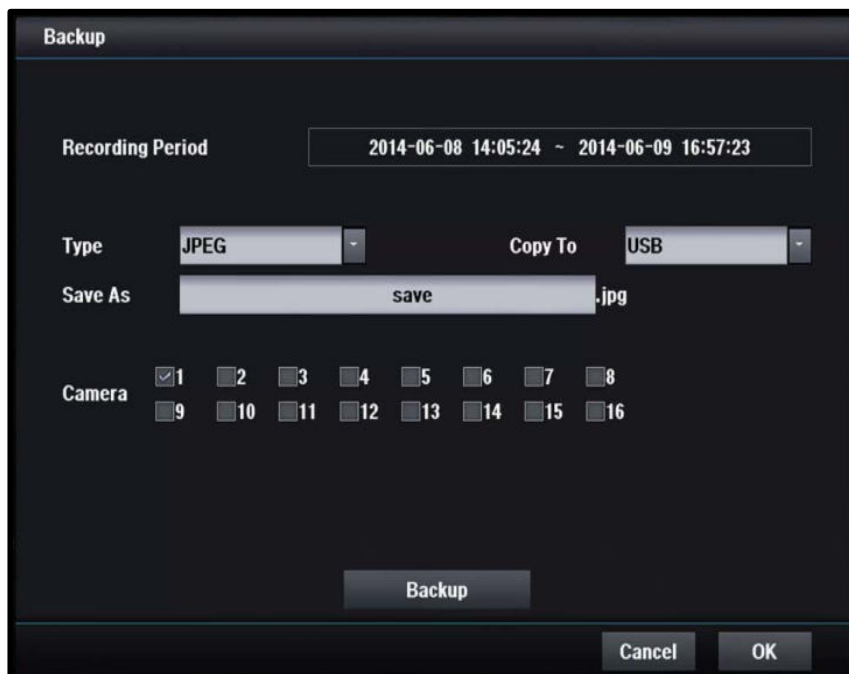 Backup
Recording Period 2014-06-08 14:05:24 ~ 2014-06-09 16:57:23
Type JPEG Copy To USB
Save As save .jpg
Camera
1 2 3 4 5 6 7 8
9 10 11 12 13 14 15 16
Backup
Cancel OK